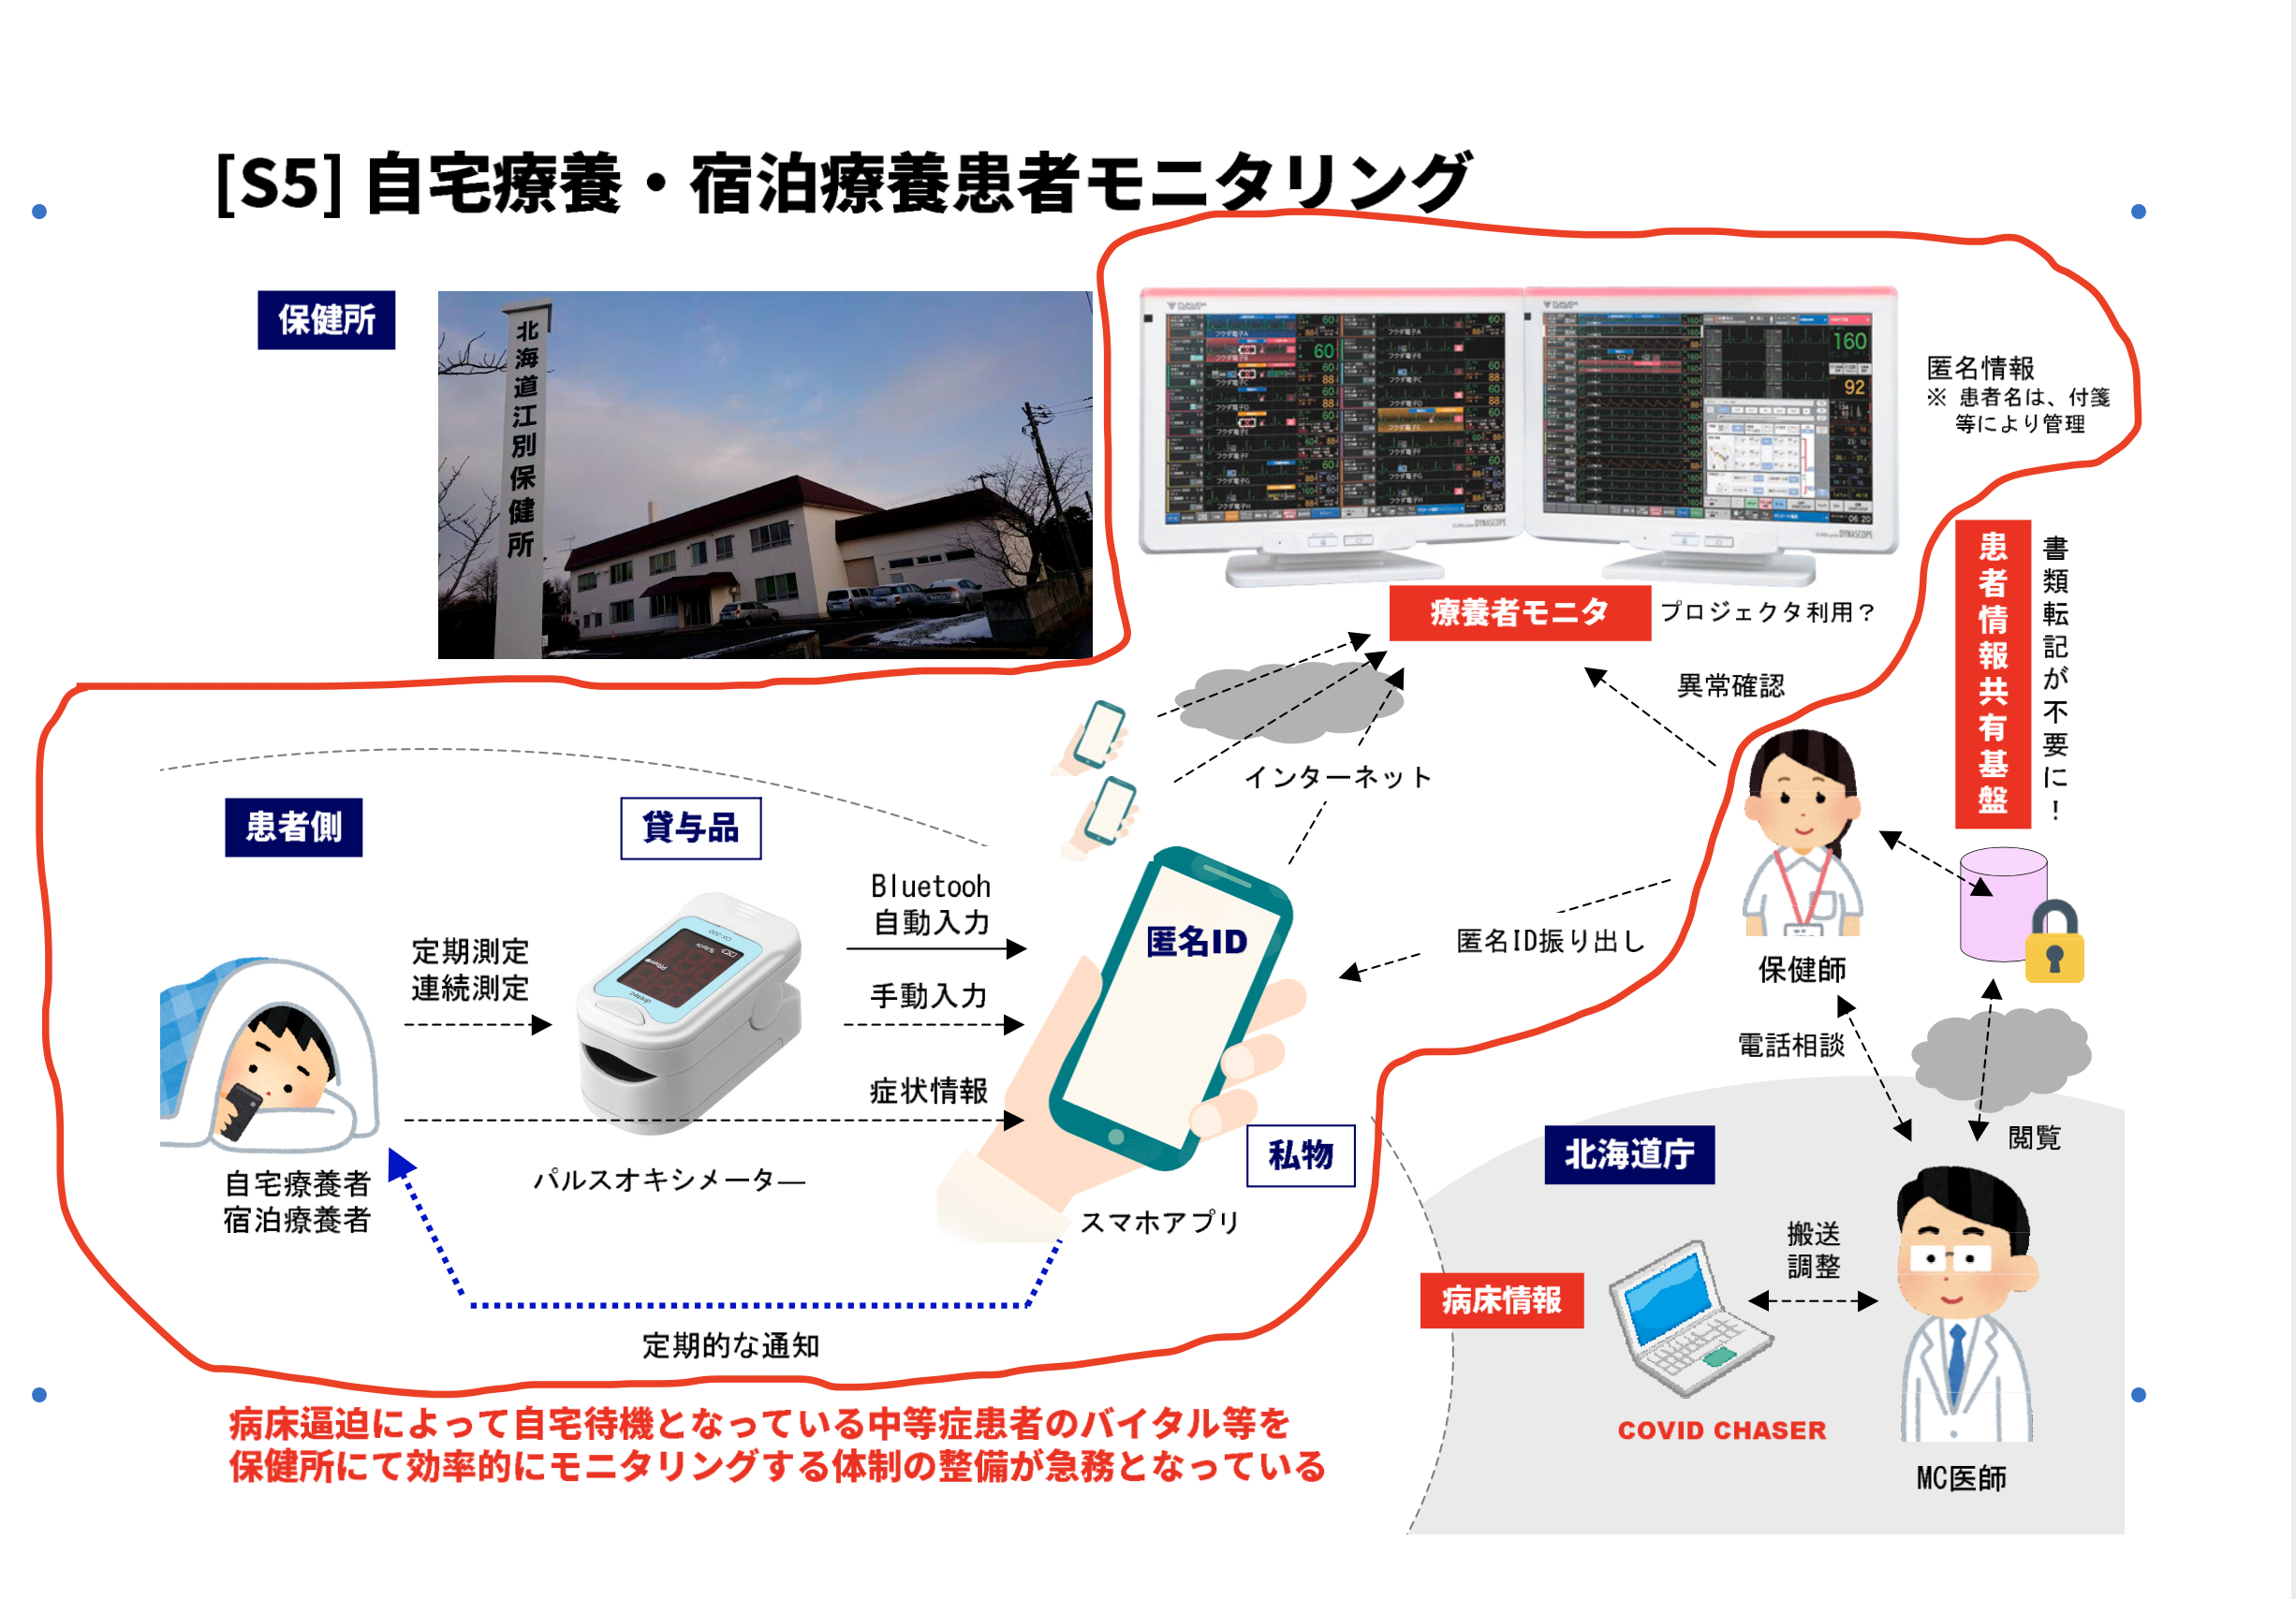 [S5] 自宅療養・宿泊療養患者モニタリング
保健所
北海道江別保健所
匿名情報
※ 患者名は、付箋
等により管理
療養者モニタ
プロジェクタ利用？
患者情報共有基盤
書類転記が不要に！
異常確認
インターネット
患者側
貸与品
Bluetooh
自動入力
匿名ID
定期測定
連続測定
手動入力
症状情報
匿名ID振り出し
保健師
電話相談
自宅療養者
宿泊療養者
パルスオキシメーター
スマホアプリ
私物
北海道庁
閲覧
搬送
調整
病床情報
定期的な通知
COVID CHASER
MC医師
病床逼迫によって自宅待機となっている中等症患者のバイタル等を
保健所にて効率的にモニタリングする体制の整備が急務となっている
160
92
06:20
06:20
DYNASCOPE
DYNASCOPE